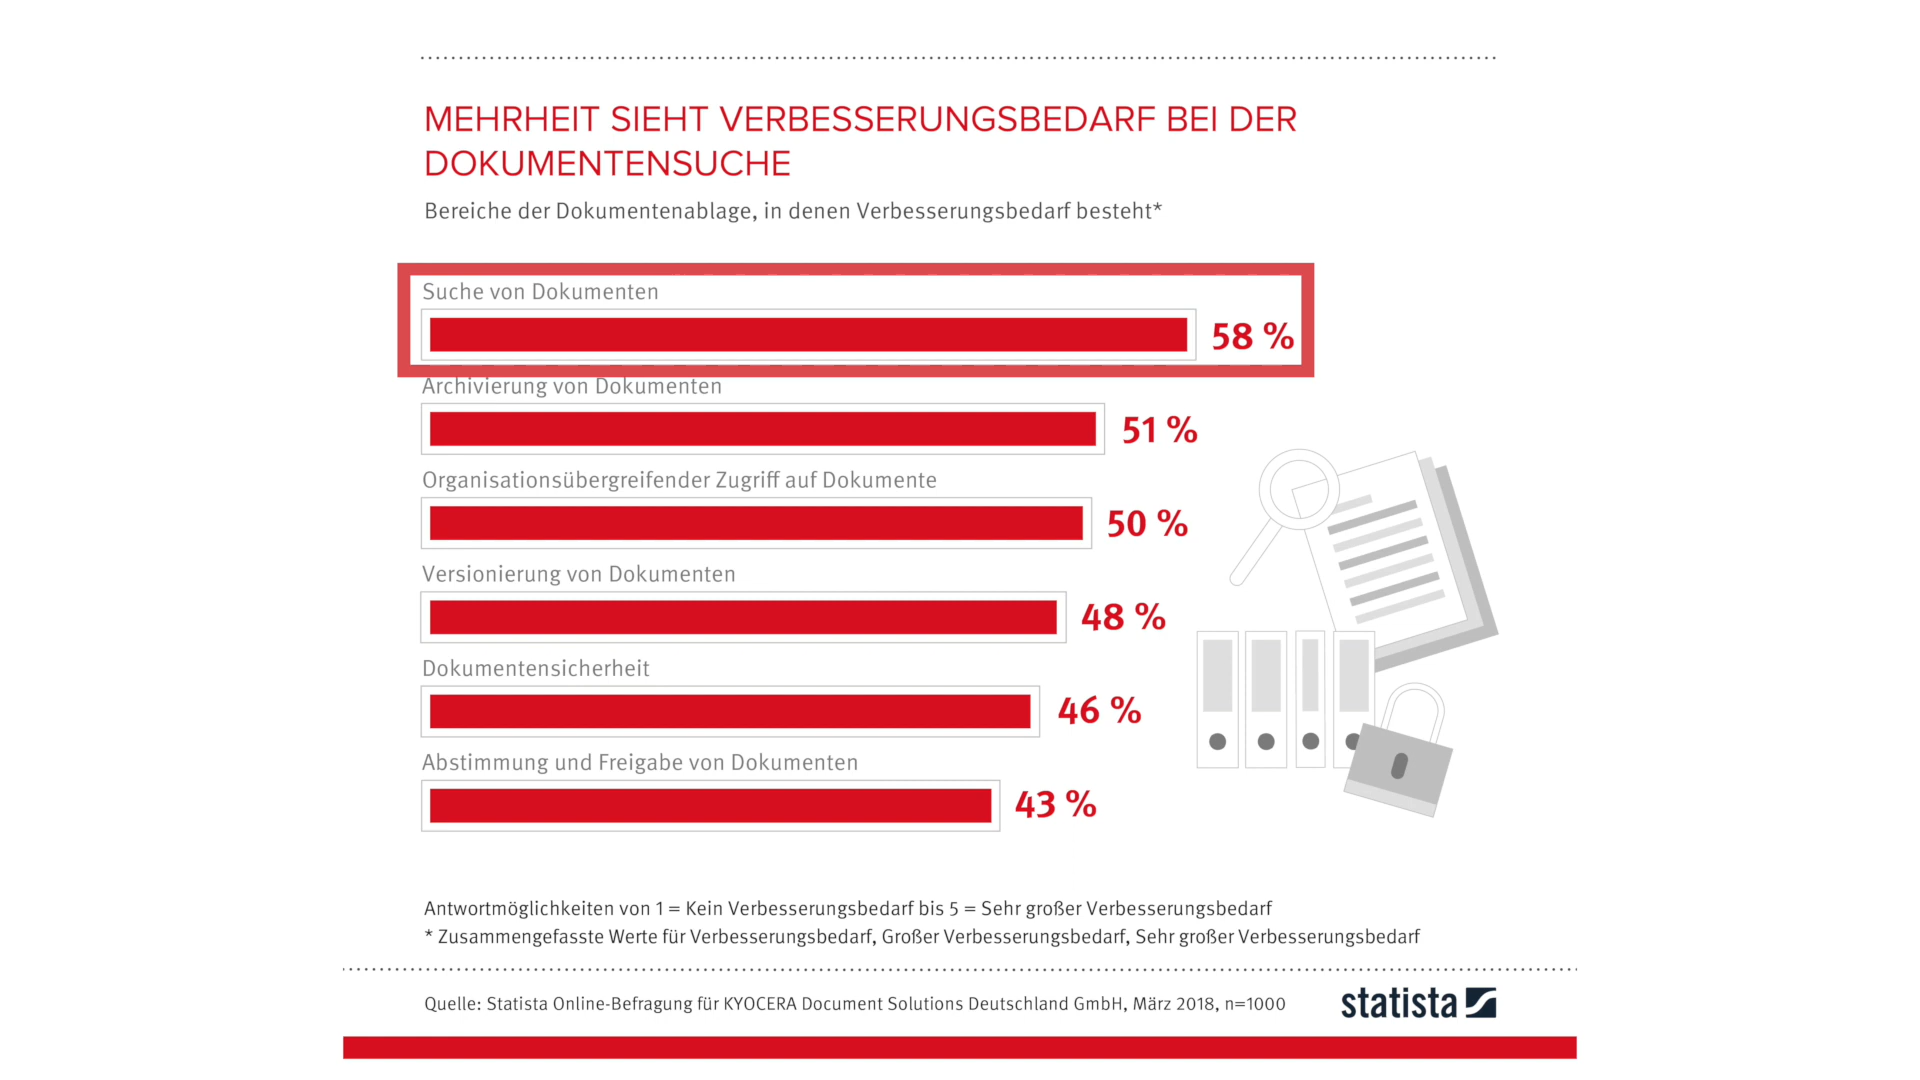 MEHRHEIT SIEHT VERBESSERUNGSBEDARF BEI DER
DOKUMENTENSUCHE
Bereiche der Dokumentenablage, in denen Verbesserungsbedarf besteht*
Suche von Dokumenten
58 %
Archivierung von Dokumenten
51 %
Organisationsübergreifender Zugriff auf Dokumente
50 %
Versionierung von Dokumenten
48 %
Dokumentensicherheit
46 %
Abstimmung und Freigabe von Dokumenten
43 %
Antwortmöglichkeiten von 1 = Kein Verbesserungsbedarf bis 5 = Sehr großer Verbesserungsbedarf
* Zusammengefasste Werte für Verbesserungsbedarf, Großer Verbesserungsbedarf, Sehr großer Verbesserungsbedarf
Quelle: Statista Online-Befragung für KYOCERA Document Solutions Deutschland GmbH, März 2018, n=1000
statista